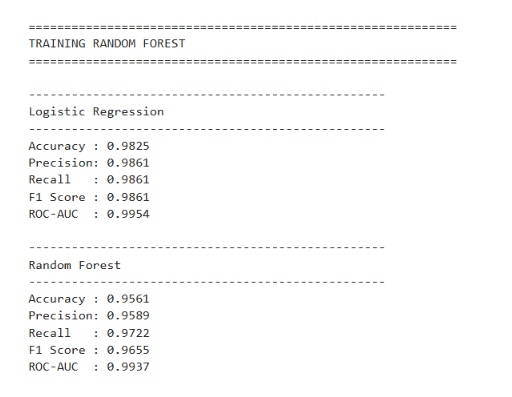 ============================================================
TRAINING RANDOM FOREST
============================================================
--------------------------------------------------
Logistic Regression
--------------------------------------------------
Accuracy : 0.9825
Precision: 0.9861
Recall   : 0.9861
F1 Score : 0.9861
ROC-AUC  : 0.9954
--------------------------------------------------
Random Forest
--------------------------------------------------
Accuracy : 0.9561
Precision: 0.9589
Recall   : 0.9722
F1 Score : 0.9655
ROC-AUC  : 0.9937